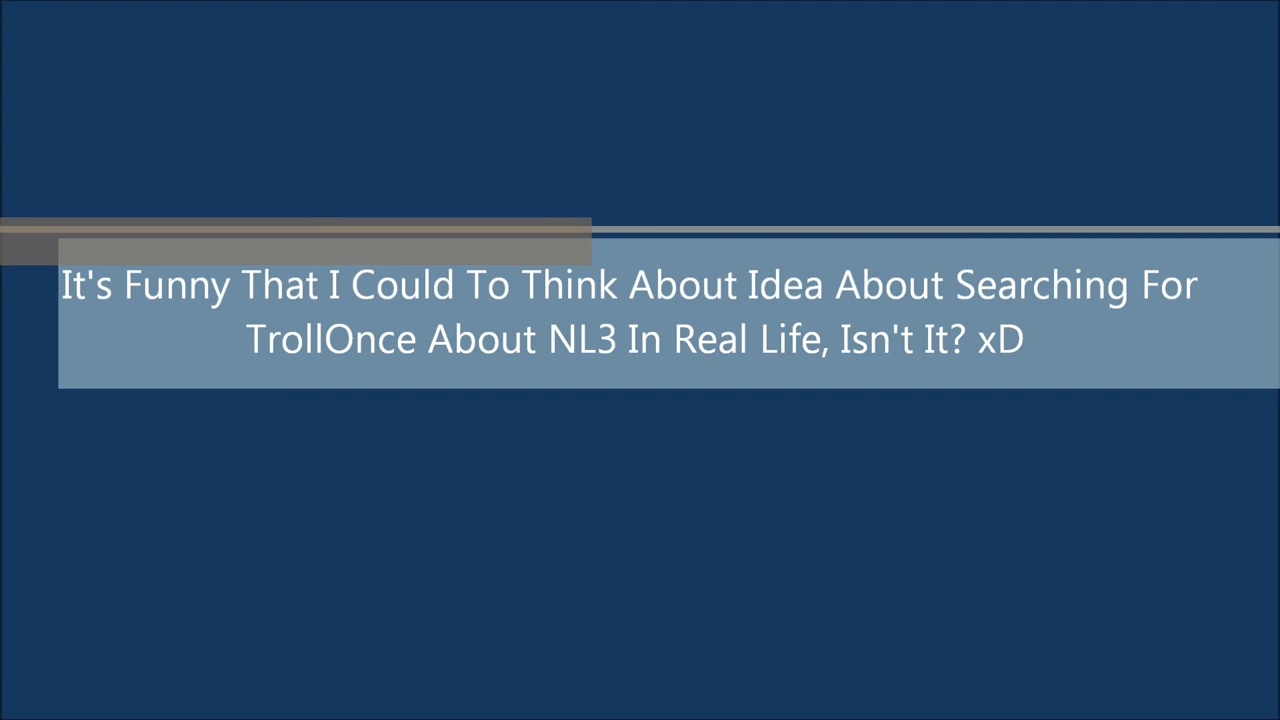 It's Funny That I Could To Think About Idea About Searching For
TrollOnce About NL3 In Real Life, Isn't It? xD